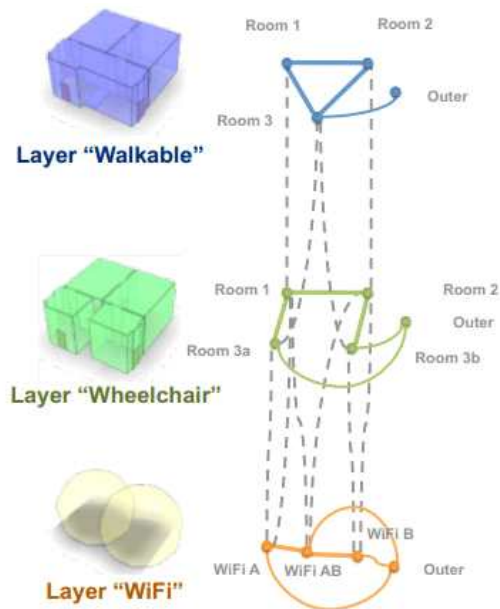 Room 1
Room 2
Outer
Room 3
Layer “Walkable”
Room 1
Room 2
Outer
Room 3a
Room 3b
Layer “Wheelchair”
WiFi B
WiFi A
WiFi AB
Outer
Layer “WiFi”